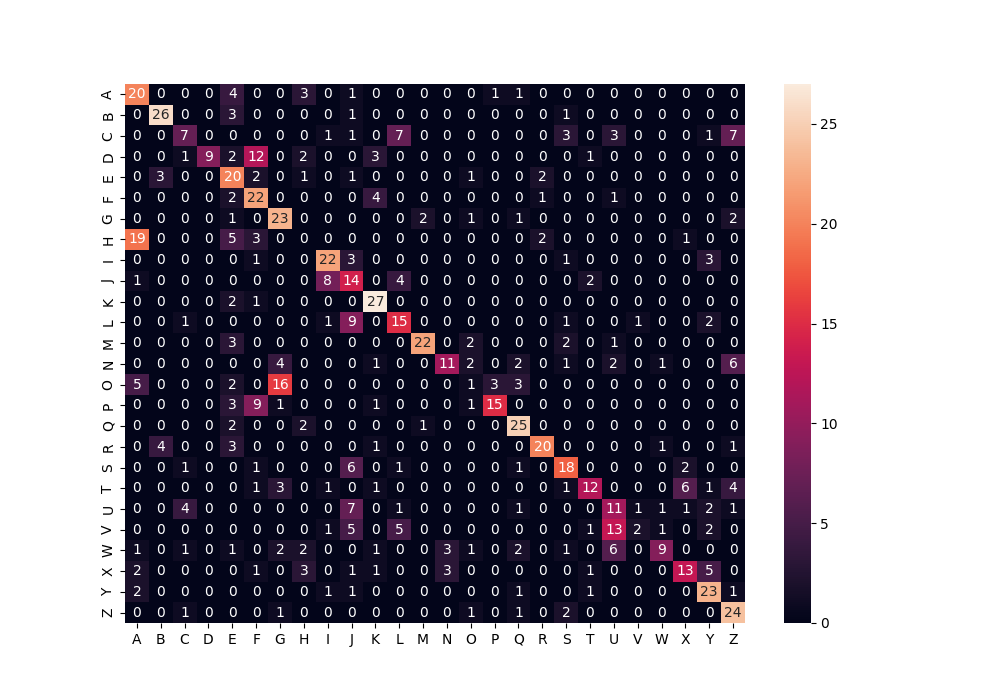 A 20 0 0 0 4 0 0 3 0 1 0 0 0 0 0 1 1 0 0 0 0 0 0 0 0 0
B 0 26 0 0 3 0 0 0 0 1 0 0 0 0 0 0 0 0 1 0 0 0 0 0 0 0
C 0 0 7 0 0 0 0 0 1 1 0 7 0 0 0 0 0 0 3 0 3 0 0 0 1 7
D 0 0 1 9 2 12 0 2 0 0 3 0 0 0 0 0 0 0 0 1 0 0 0 0 0 0
E 0 3 0 0 20 2 0 1 0 1 0 0 0 0 1 0 0 2 0 0 0 0 0 0 0 0
F 0 0 0 0 2 22 0 0 0 0 4 0 0 0 0 0 0 1 0 0 1 0 0 0 0 0
G 0 0 0 0 1 0 23 0 0 0 0 0 2 0 1 0 1 0 0 0 0 0 0 0 0 2
H 19 0 0 0 5 3 0 0 0 0 0 0 0 0 0 0 0 2 0 0 0 0 0 1 0 0
I 0 0 0 0 0 1 0 0 22 3 0 0 0 0 0 0 0 0 1 0 0 0 0 0 3 0
J 1 0 0 0 0 0 0 0 8 14 0 4 0 0 0 0 0 0 0 2 0 0 0 0 0 0
K 0 0 0 0 2 1 0 0 0 0 27 0 0 0 0 0 0 0 0 0 0 0 0 0 0 0
L 0 0 1 0 0 0 0 0 1 9 0 15 0 0 0 0 0 0 1 0 0 1 0 0 2 0
M 0 0 0 0 3 0 0 0 0 0 0 0 22 0 2 0 0 0 2 0 1 0 0 0 0 0
N 0 0 0 0 0 0 4 0 0 0 1 0 0 11 2 0 2 0 1 0 2 0 1 0 0 6
O 5 0 0 0 2 0 16 0 0 0 0 0 0 0 1 3 3 0 0 0 0 0 0 0 0 0
P 0 0 0 0 3 9 1 0 0 0 1 0 0 0 1 15 0 0 0 0 0 0 0 0 0 0
Q 0 0 0 0 2 0 0 2 0 0 0 0 1 0 0 0 25 0 0 0 0 0 0 0 0 0
R 0 4 0 0 3 0 0 0 0 0 1 0 0 0 0 0 0 20 0 0 0 0 1 0 0 1
S 0 0 1 0 0 1 0 0 0 6 0 1 0 0 0 0 1 0 18 0 0 0 0 2 0 0
T 0 0 0 0 0 1 3 0 1 0 1 0 0 0 0 0 0 0 1 12 0 0 0 6 1 4
U 0 0 4 0 0 0 0 0 0 7 0 1 0 0 0 0 1 0 0 0 11 1 1 1 2 1
V 0 0 0 0 0 0 0 0 1 5 0 5 0 0 0 0 0 0 0 1 13 2 1 0 2 0
W 1 0 1 0 1 0 2 2 0 0 1 0 0 3 1 0 2 0 1 0 6 0 9 0 0 0
X 2 0 0 0 0 1 0 3 0 1 1 0 0 3 0 0 0 0 0 1 0 0 0 13 5 0
Y 2 0 0 0 0 0 0 0 1 1 0 0 0 0 0 0 1 0 0 1 0 0 0 0 23 1
Z 0 0 1 0 0 0 1 0 0 0 0 0 0 0 1 0 1 0 2 0 0 0 0 0 0 24
A B C D E F G H I J K L M N O P Q R S T U V W X Y Z
25
20
15
10
5
0